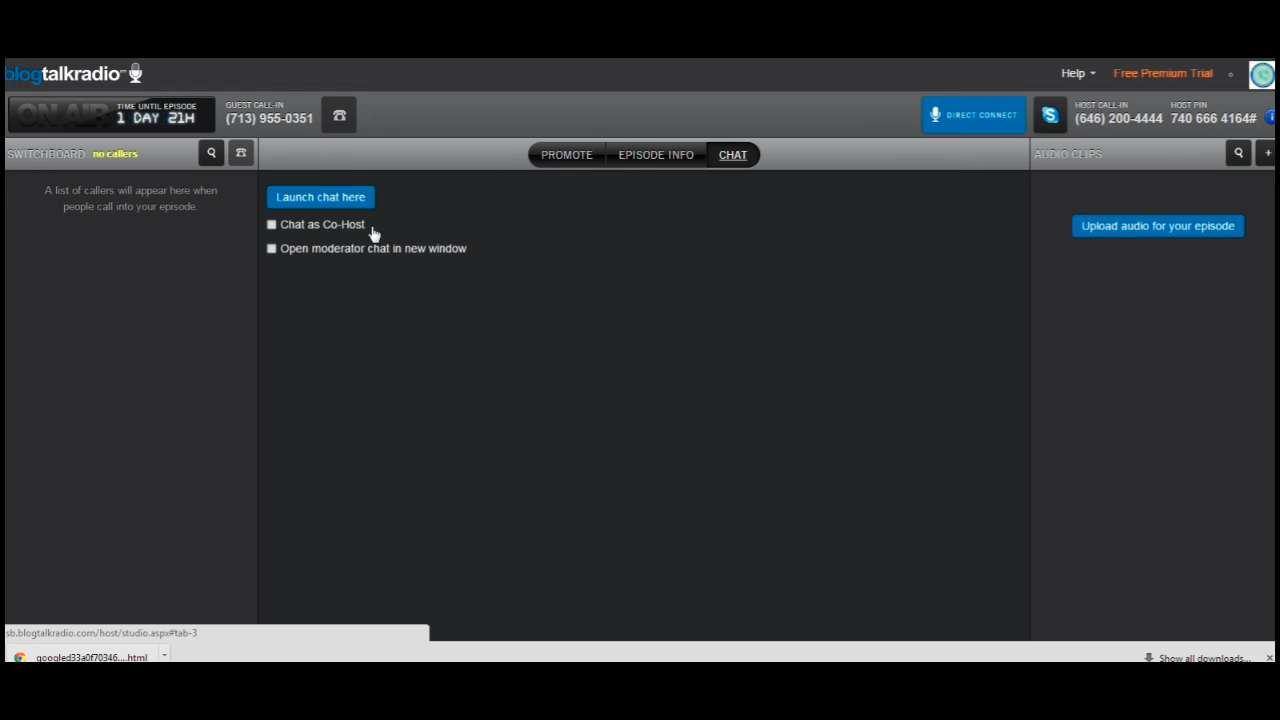 blogtalkradio
Help
Free Premium Trial
ON AIR
TIME UNTIL EPISODE
1 DAY 21H
GUEST CALL-IN
(713) 955-0351
DIRECT CONNECT
HOST CALL-IN
(646) 200-4444
HOST PIN
740 666 4164#
SWITCHBOARD no callers
PROMOTE
EPISODE INFO
CHAT
AUDIO CLIPS
A list of callers will appear here when
people call into your episode.
Launch chat here
Chat as Co-Host
Open moderator chat in new window
Upload audio for your episode
sb.blogtalkradio.com/host/studio.aspx#tab-3
googled33a0f70346....html
Show all downloads...